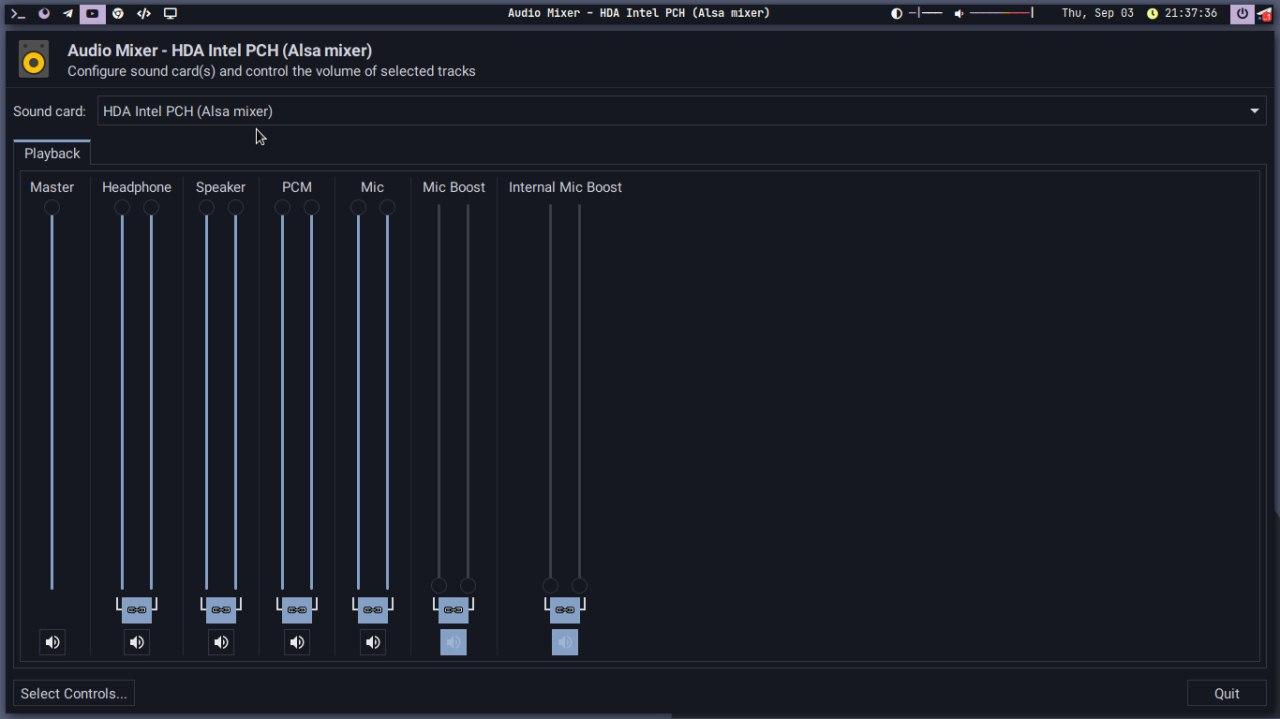 Audio Mixer - HDA Intel PCH (Alsa mixer)
Thu, Sep 03
21:37:36
Audio Mixer - HDA Intel PCH (Alsa mixer)
Configure sound card(s) and control the volume of selected tracks
Sound card: HDA Intel PCH (Alsa mixer)
Playback
Master Headphone Speaker PCM Mic Mic Boost Internal Mic Boost
Select Controls... Quit